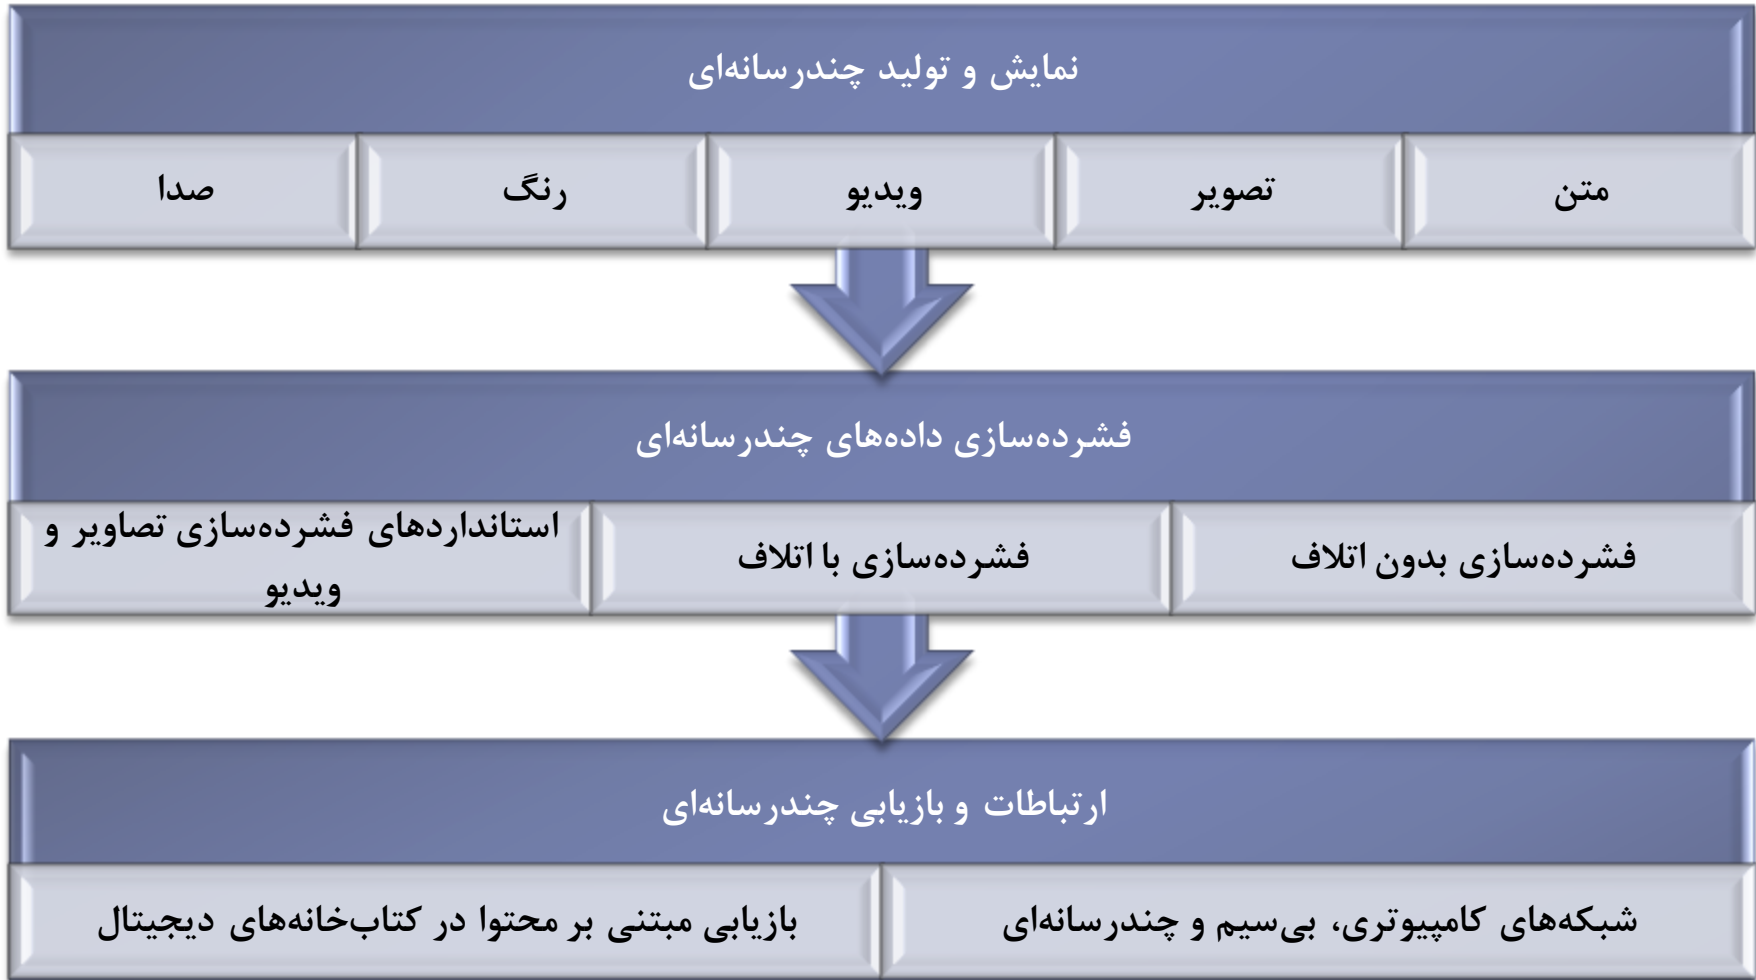 نمایش و تولید چندرسانه‌ای
متن
تصویر
ویدیو
رنگ
صدا
فشرده‌سازی داده‌های چندرسانه‌ای
فشرده‌سازی بدون اتلاف
فشرده‌سازی با اتلاف
استانداردهای فشرده‌سازی تصاویر و
ویدیو
ارتباطات و بازیابی چندرسانه‌ای
شبکه‌های کامپیوتری، بی‌سیم و چندرسانه‌ای
بازیابی مبتنی بر محتوا در کتاب‌خانه‌های دیجیتال